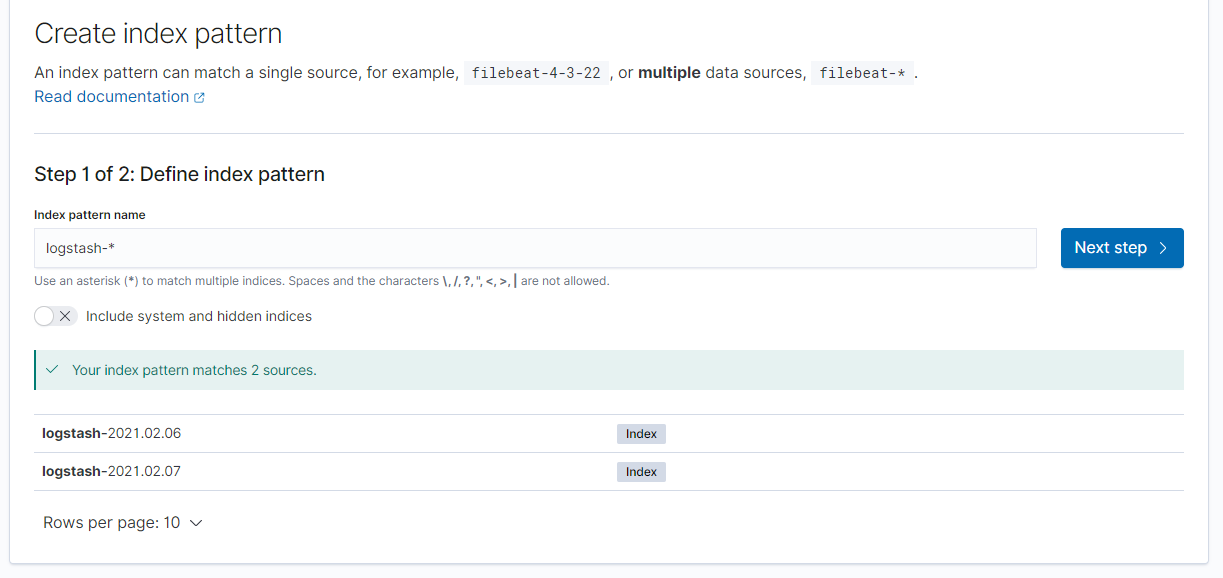 Create index pattern
An index pattern can match a single source, for example, filebeat-4-3-22 , or multiple data sources, filebeat-* .
Read documentation
Step 1 of 2: Define index pattern
Index pattern name
logstash-*
Next step
Use an asterisk (*) to match multiple indices. Spaces and the characters \, /, ?, ", <, >, | are not allowed.
Include system and hidden indices
Your index pattern matches 2 sources.
logstash-2021.02.06 Index
logstash-2021.02.07 Index
Rows per page: 10